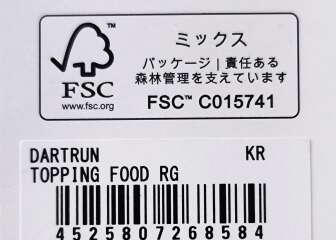 FSC
www.fsc.org
ミックス
パッケージ | 責任ある
森林管理を支えています
FSC™ C015741
DARTRUN KR
TOPPING FOOD RG
4525807268584